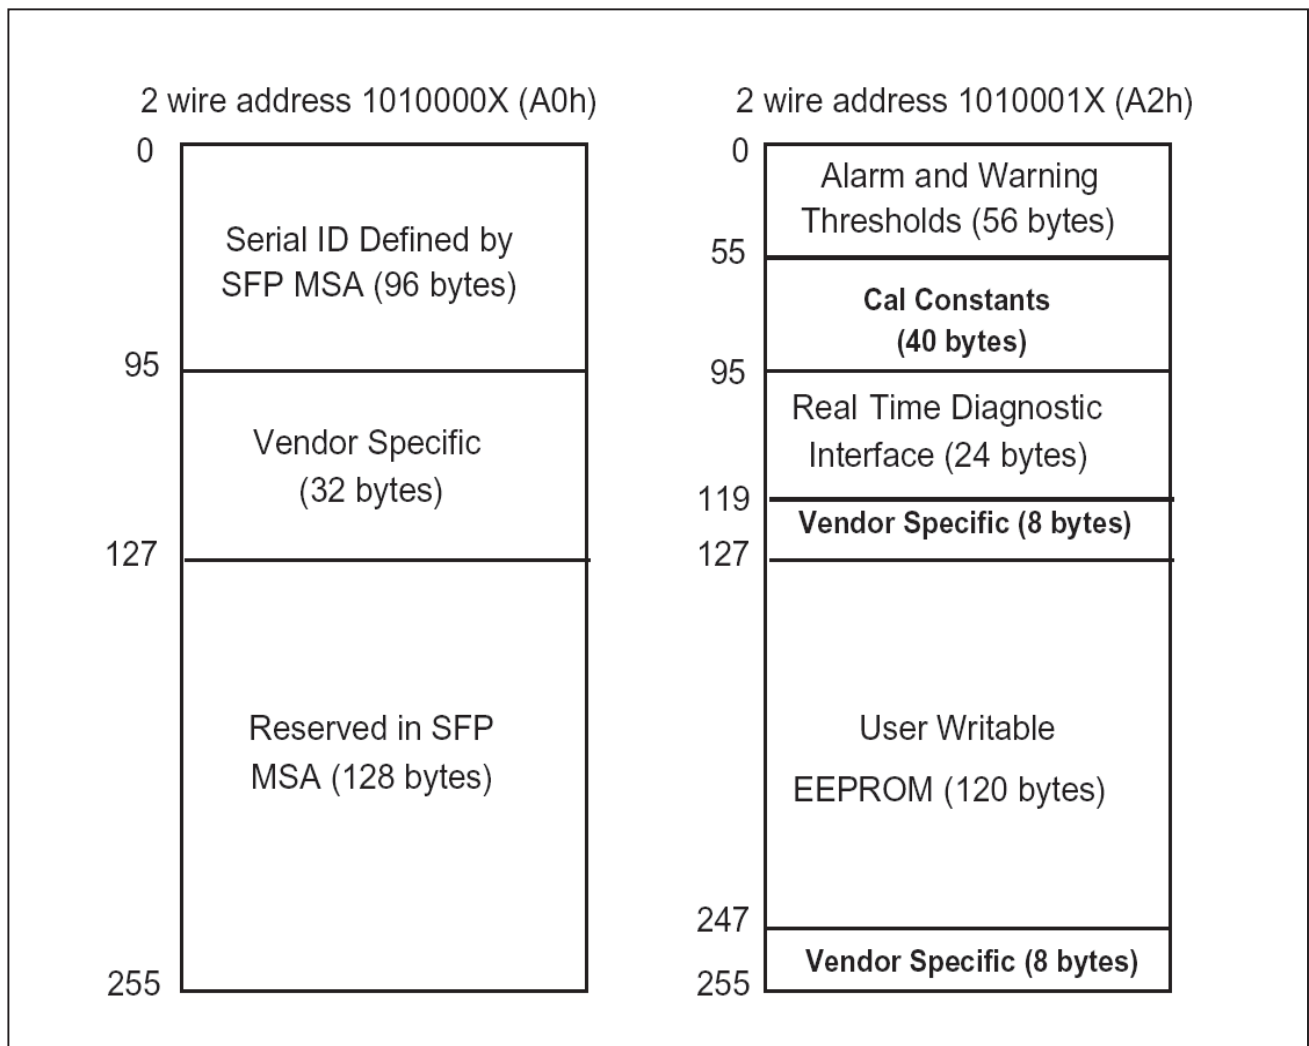 2 wire address 1010000X (A0h)
0
Serial ID Defined by
SFP MSA (96 bytes)
95
Vendor Specific
(32 bytes)
127
Reserved in SFP
MSA (128 bytes)
255
2 wire address 1010001X (A2h)
0
Alarm and Warning
Thresholds (56 bytes)
55
Cal Constants
(40 bytes)
95
Real Time Diagnostic
Interface (24 bytes)
119
Vendor Specific (8 bytes)
127
User Writable
EEPROM (120 bytes)
247
Vendor Specific (8 bytes)
255